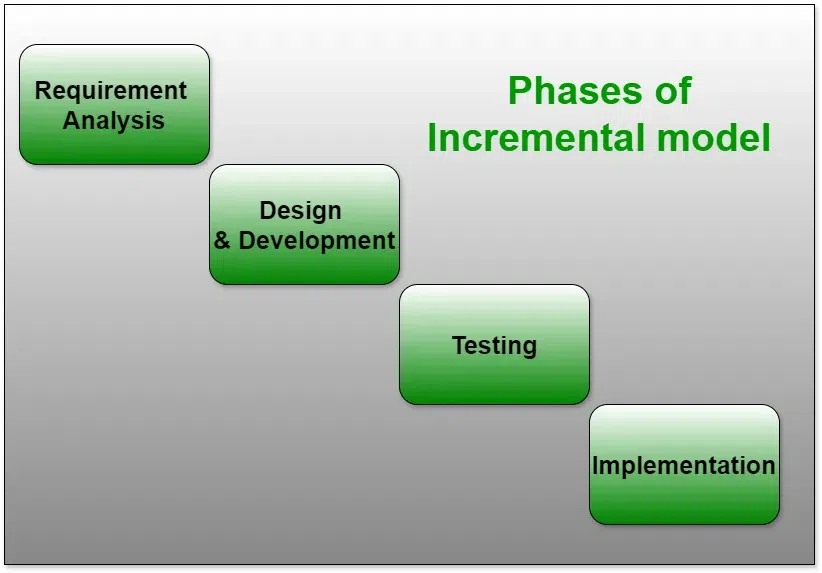 Phases of
Incremental model
Requirement
Analysis
Design
& Development
Testing
Implementation